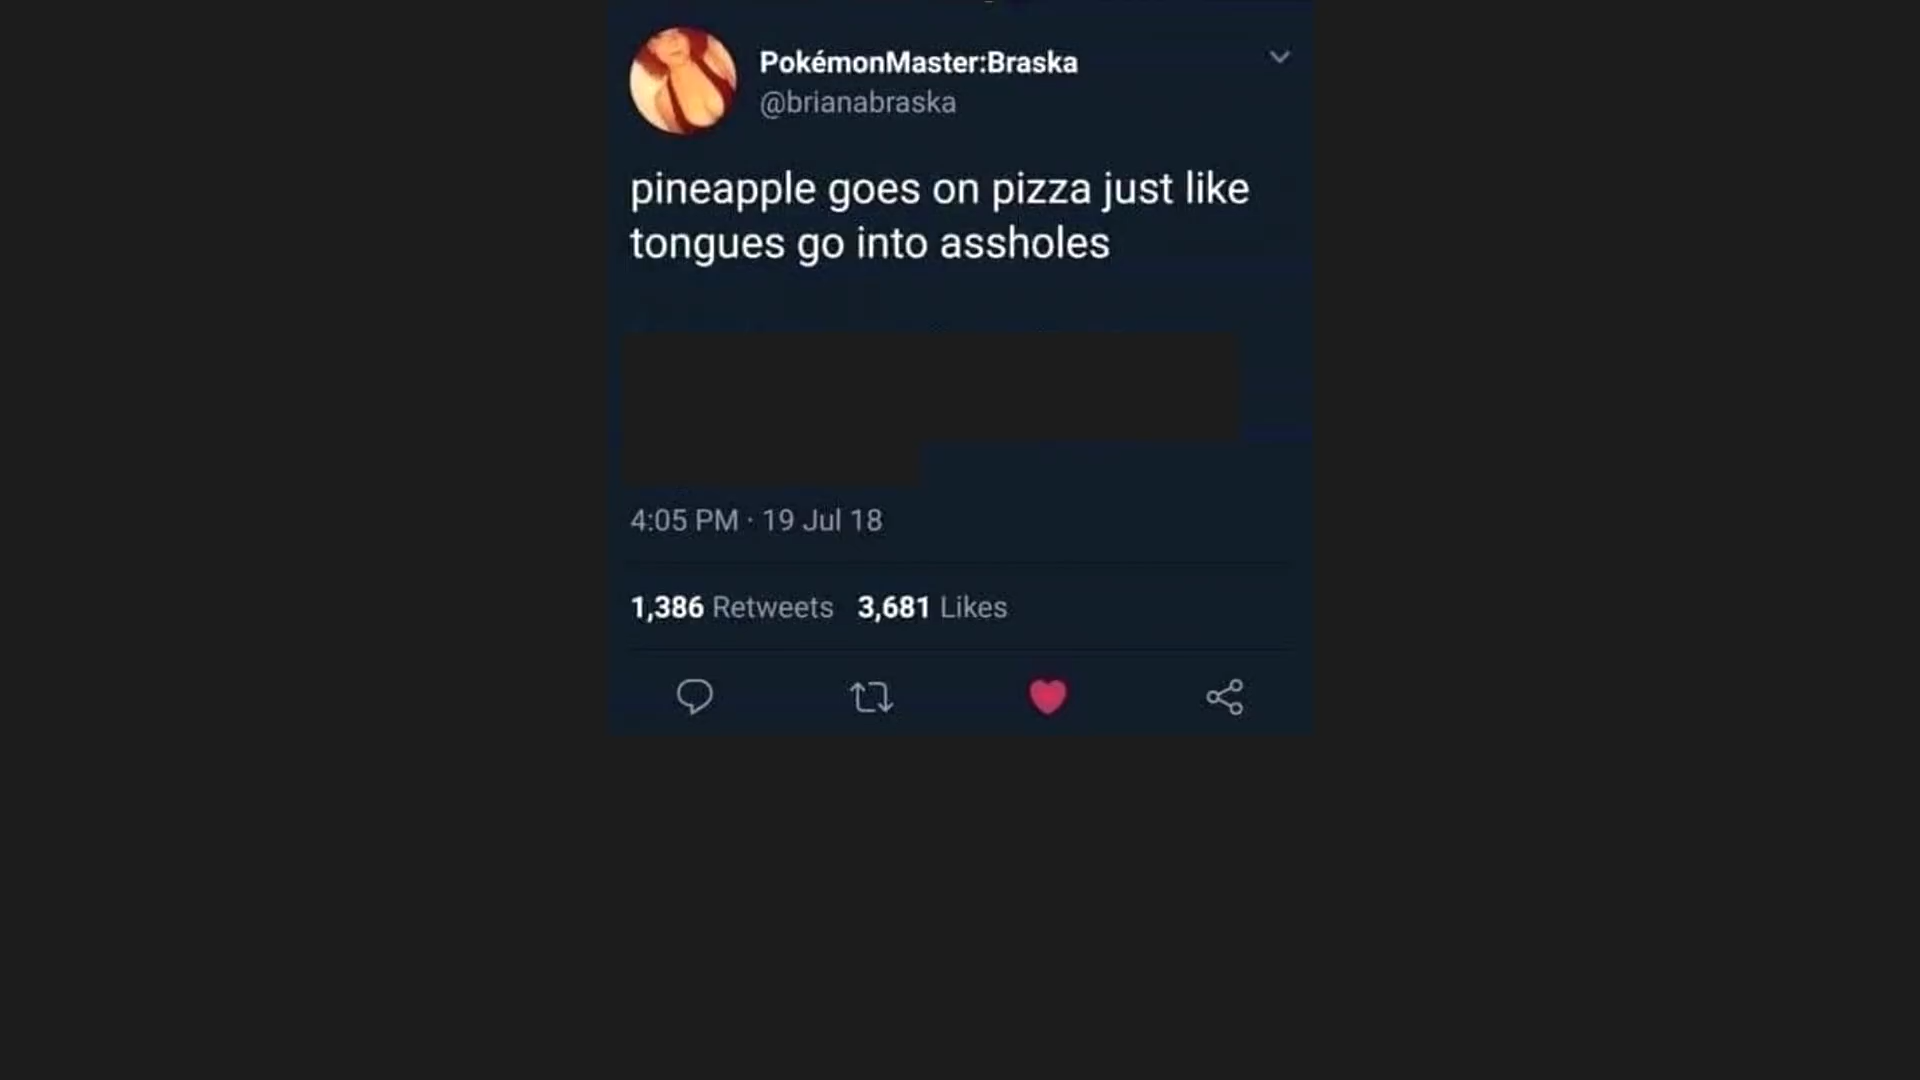 PokémonMaster:Braska
@brianabraska
pineapple goes on pizza just like
tongues go into assholes
4:05 PM · 19 Jul 18
1,386 Retweets 3,681 Likes